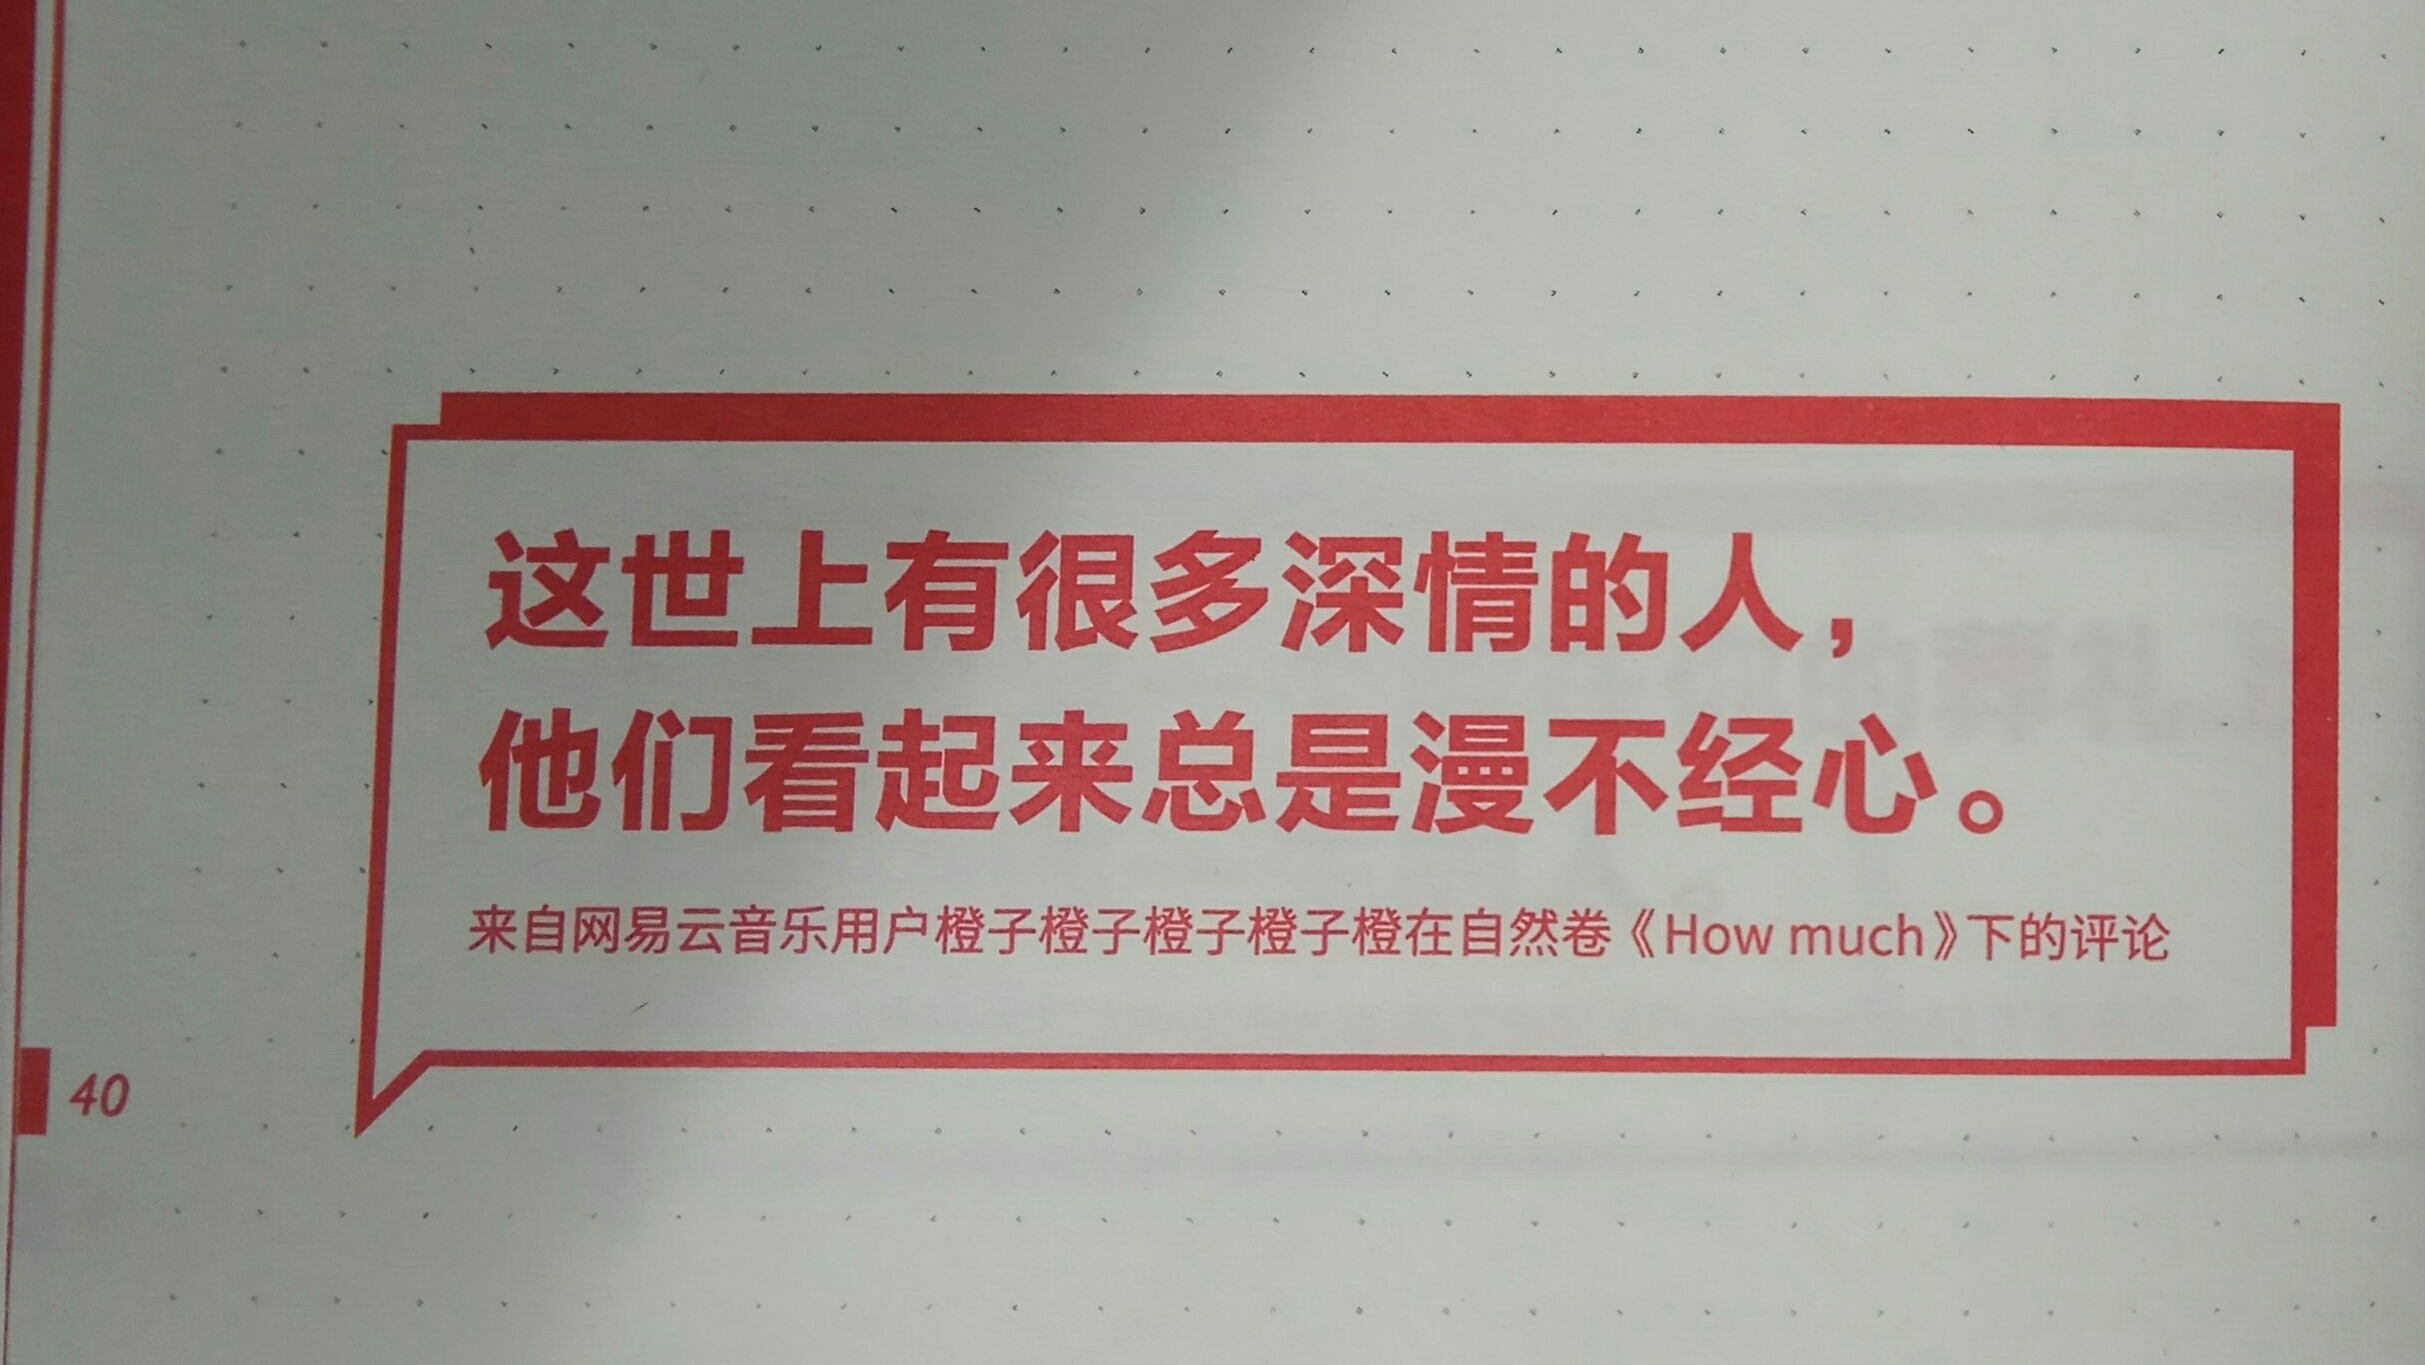 这世上有很多深情的人，
他们看起来总是漫不经心。
来自网易云音乐用户橙子橙子橙子橙子橙在自然卷《How much》下的评论
40